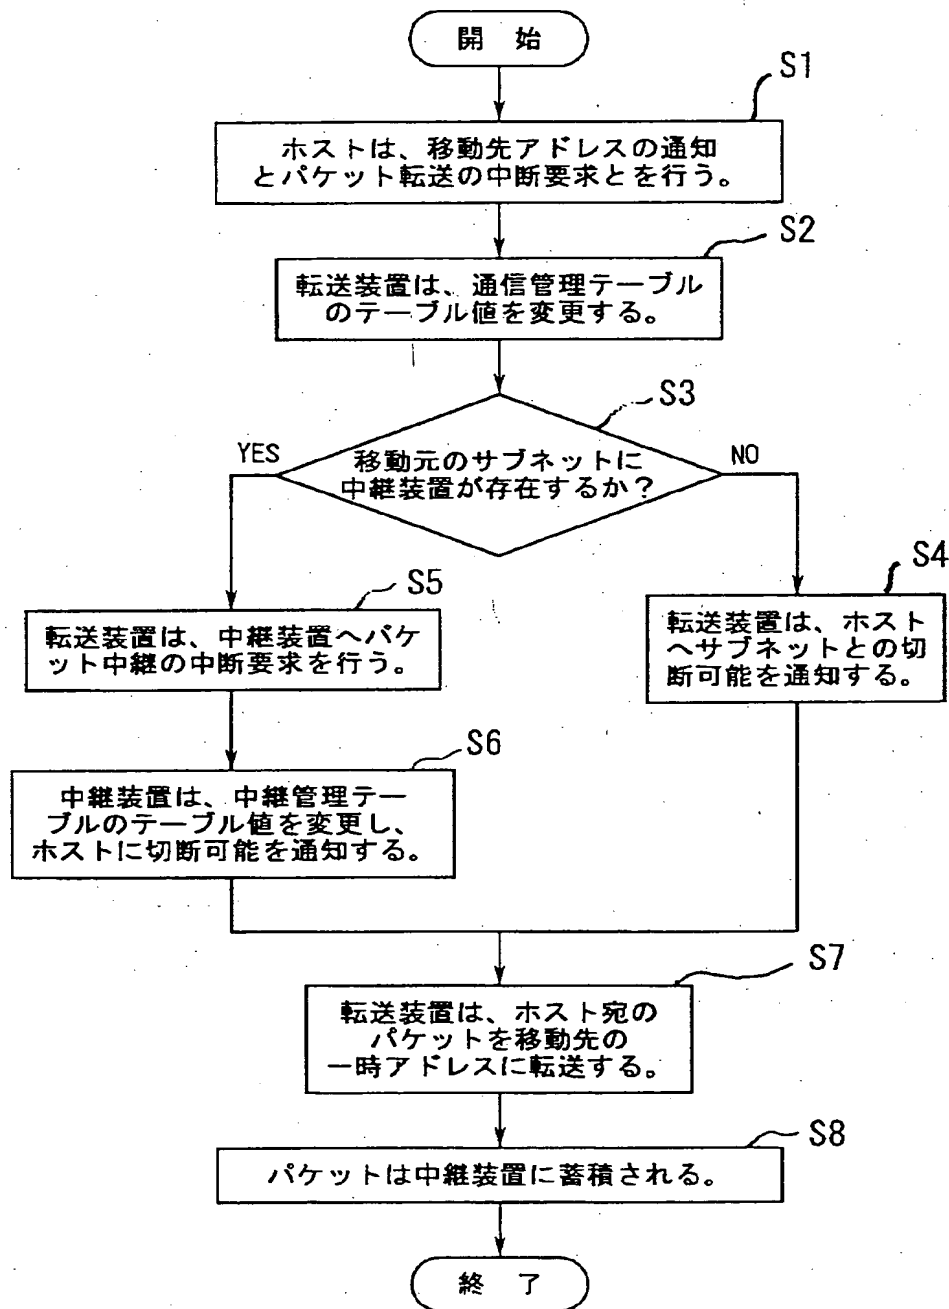 開 始
S1
ホストは、移動先アドレスの通知
とパケット転送の中断要求とを行う。
S2
転送装置は、通信管理テーブル
のテーブル値を変更する。
S3
移動元のサブネットに
中継装置が存在するか？
YES
NO
S5
転送装置は、中継装置へパケ
ット中継の中断要求を行う。
S4
転送装置は、ホスト
へサブネットとの切
断可能を通知する。
S6
中継装置は、中継管理テー
ブルのテーブル値を変更し、
ホストに切断可能を通知する。
S7
転送装置は、ホスト宛の
パケットを移動先の
一時アドレスに転送する。
S8
パケットは中継装置に蓄積される。
終 了